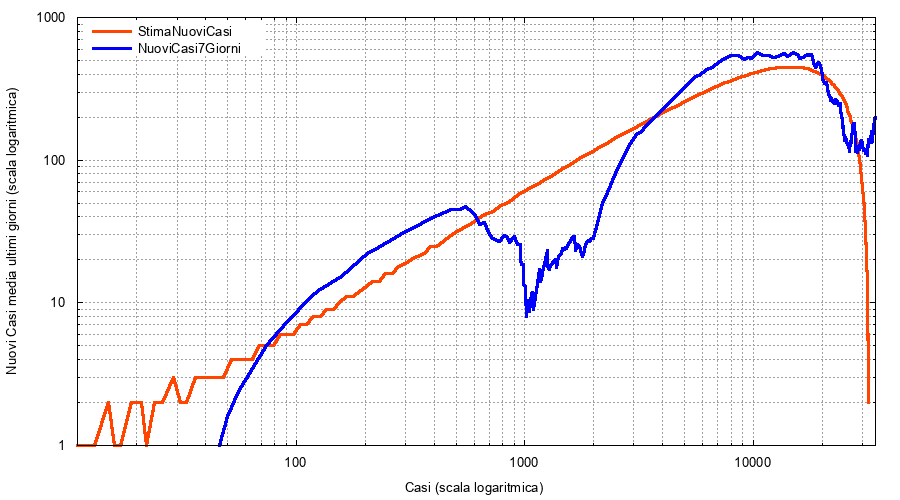 1000
StimaNuoviCasi
NuoviCasi7Giorni
100
10
1
Nuovi Casi media ultimi giorni (scala logaritmica)
100
1000
10000
Casi (scala logaritmica)